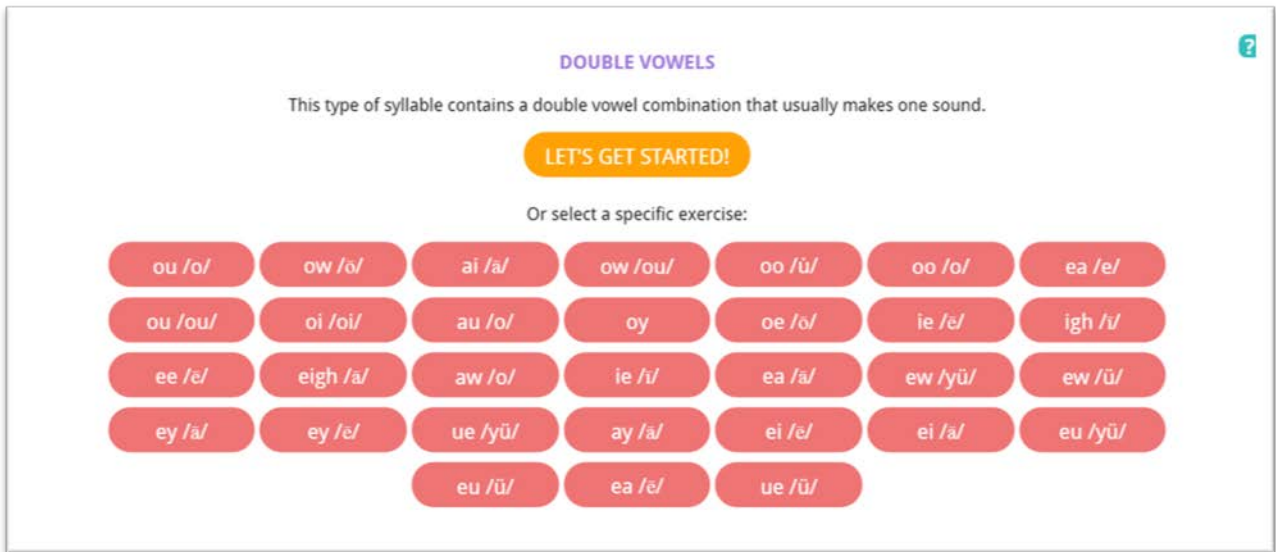 ?
DOUBLE VOWELS
This type of syllable contains a double vowel combination that usually makes one sound.
LET'S GET STARTED!
Or select a specific exercise:
ou /o/ ow /ō/ ai /ā/ ow /ou/ oo /u̇/ oo /o/ ea /e/
ou /ou/ oi /oi/ au /o/ oy oe /ō/ ie /ē/ igh /ī/
ee /ē/ eigh /ā/ aw /o/ ie /ī/ ea /ā/ ew /yü/ ew /ü/
ey /ā/ ey /ē/ ue /yü/ ay /ā/ ei /ē/ ei /ā/ eu /yü/
eu /ü/ ea /ē/ ue /ü/